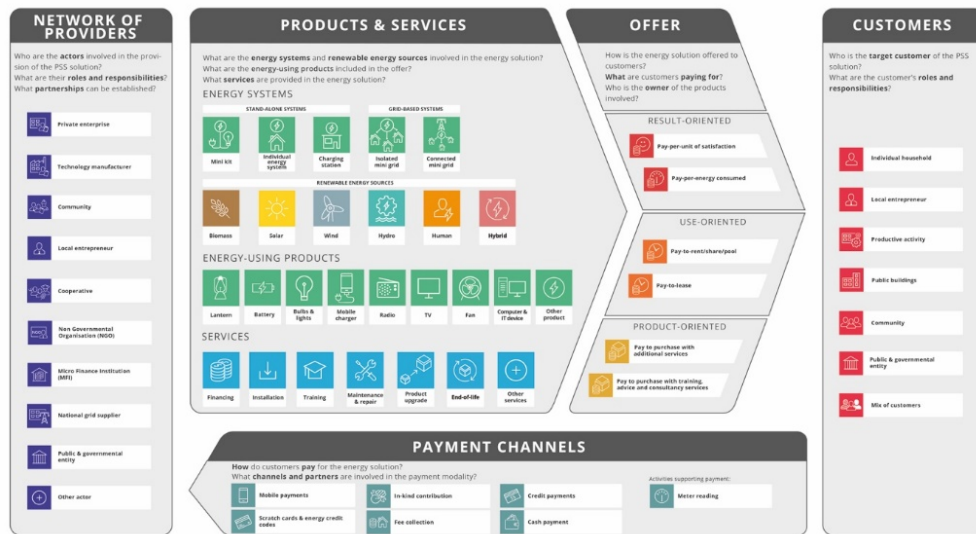 NETWORK OF
PROVIDERS
Who are the actors involved in the provi-
sion of the PSS solution?
What are their roles and responsibilities?
What partnerships can be established?
Private enterprise
Technology manufacturer
Community
Local entrepreneur
Cooperative
Non Governmental
Organisation (NGO)
Micro Finance Institution
(MFI)
National grid supplier
Public & governmental
entity
Other actor
PRODUCTS & SERVICES
What are the energy systems and renewable energy sources involved in the energy solution?
What are the energy-using products included in the offer?
What services are provided in the energy solution?
ENERGY SYSTEMS
STAND-ALONE SYSTEMS
GRID-BASED SYSTEMS
Mini kit
Individual
energy
system
Charging
station
Isolated
mini grid
Connected
mini grid
RENEWABLE ENERGY SOURCES
Biomass
Solar
Wind
Hydro
Human
Hybrid
ENERGY-USING PRODUCTS
Lantern
Battery
Bulbs &
lights
Mobile
charger
Radio
TV
Fan
Computer &
IT device
Other
product
SERVICES
Financing
Installation
Training
Maintenance
& repair
Product
upgrade
End-of-life
Other
services
OFFER
How is the energy solution offered to
customers?
What are customers paying for?
Who is the owner of the products
involved?
RESULT-ORIENTED
Pay-per-unit of satisfaction
Pay-per-energy consumed
USE-ORIENTED
Pay-to-rent/share/pool
Pay-to-lease
PRODUCT-ORIENTED
Pay to purchase with
additional services
Pay to purchase with training,
advice and consultancy services
CUSTOMERS
Who is the target customer of the PSS
solution?
What are the customer's roles and
responsibilities?
Individual household
Local entrepreneur
Productive activity
Public buildings
Community
Public & governmental
entity
Mix of customers
PAYMENT CHANNELS
How do customers pay for the energy solution?
What channels and partners are involved in the payment modality?
Mobile payments
In-kind contribution
Credit payments
Scratch cards & energy credit
codes
Fee collection
Cash payment
Activities supporting payment:
Meter reading